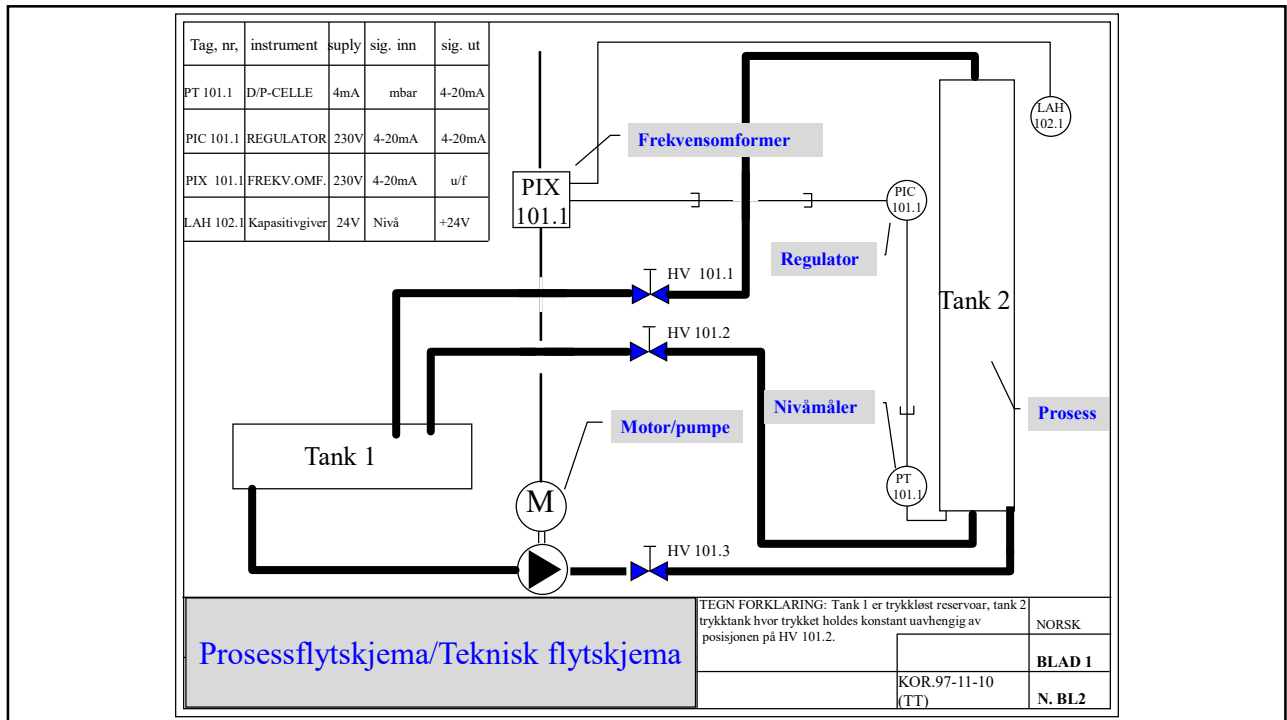 Tag, nr, instrument suply sig. inn sig. ut
PT 101.1 D/P-CELLE 4mA mbar 4-20mA
PIC 101.1 REGULATOR 230V 4-20mA 4-20mA
PIX 101.1 FREKV.OMF. 230V 4-20mA u/f
LAH 102.1 Kapasitivgiver 24V Nivå +24V
LAH
102.1
Frekvensomformer
PIX
101.1
PIC
101.1
Regulator
HV 101.1
Tank 2
HV 101.2
Nivåmåler
Prosess
Motor/pumpe
Tank 1
PT
101.1
M
HV 101.3
Prosessflytskjema/Teknisk flytskjema
TEGN FORKLARING: Tank 1 er trykkløst reservoar, tank 2
trykktank hvor trykket holdes konstant uavhengig av
posisjonen på HV 101.2.
NORSK
BLAD 1
KOR.97-11-10
(TT)
N. BL2